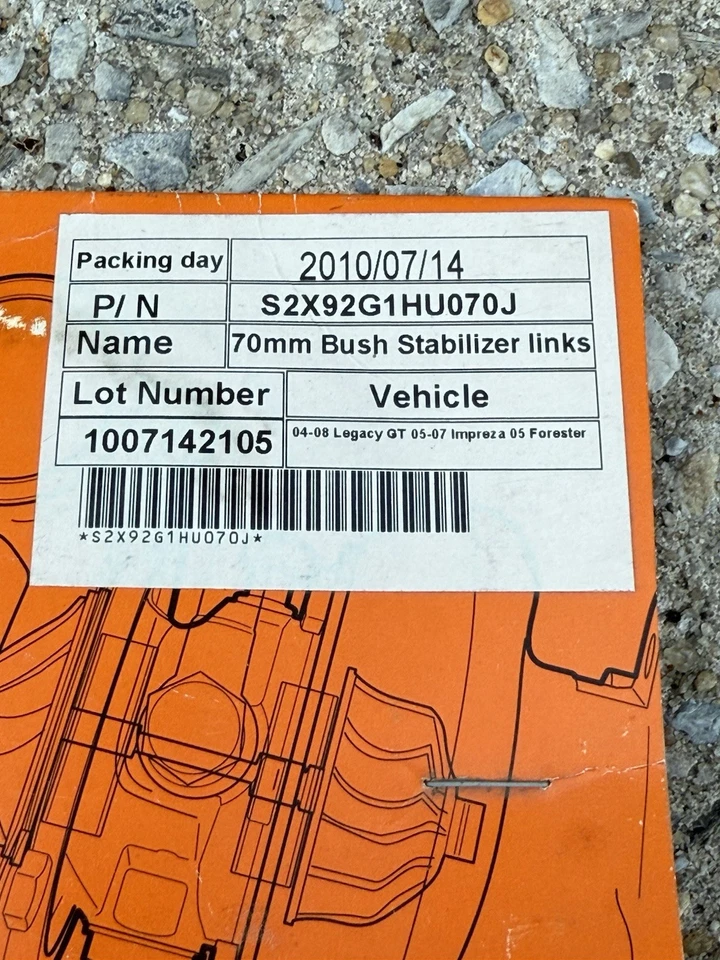 Packing day 2010/07/14
P/ N S2X92G1HU070J
Name 70mm Bush Stabilizer links
Lot Number Vehicle
1007142105 04-08 Legacy GT 05-07 Impreza 05 Forester
*S2X92G1HU070J*